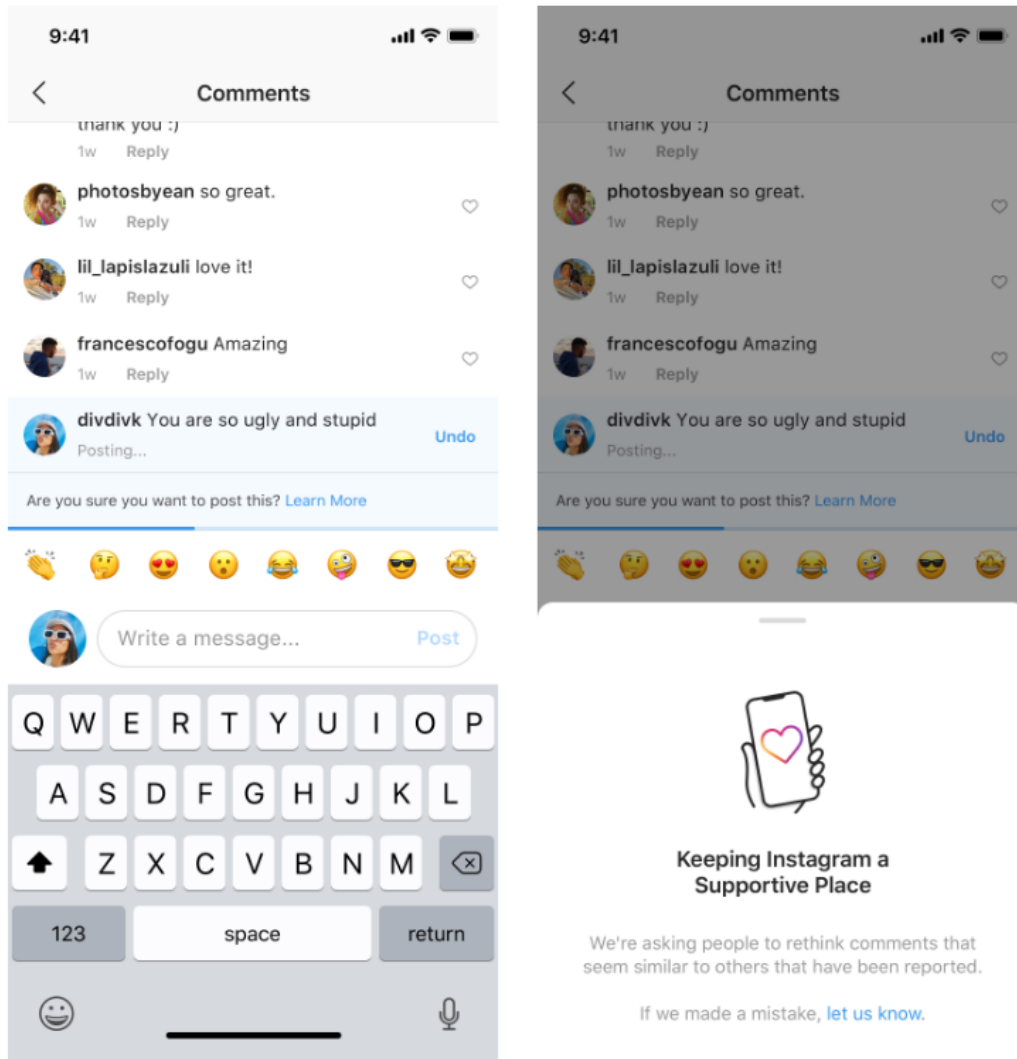 9:41
Comments
thank you :)
1w Reply
photosbyean so great.
1w Reply
lil_lapislazuli love it!
1w Reply
francescofogu Amazing
1w Reply
divdivk You are so ugly and stupid
Undo
Posting...
Are you sure you want to post this? Learn More
Write a message... Post
Q W E R T Y U I O P
A S D F G H J K L
Z X C V B N M
123 space return
9:41
Comments
thank you :)
1w Reply
photosbyean so great.
1w Reply
lil_lapislazuli love it!
1w Reply
francescofogu Amazing
1w Reply
divdivk You are so ugly and stupid
Undo
Posting...
Are you sure you want to post this? Learn More
Keeping Instagram a
Supportive Place
We're asking people to rethink comments that
seem similar to others that have been reported.
If we made a mistake, let us know.